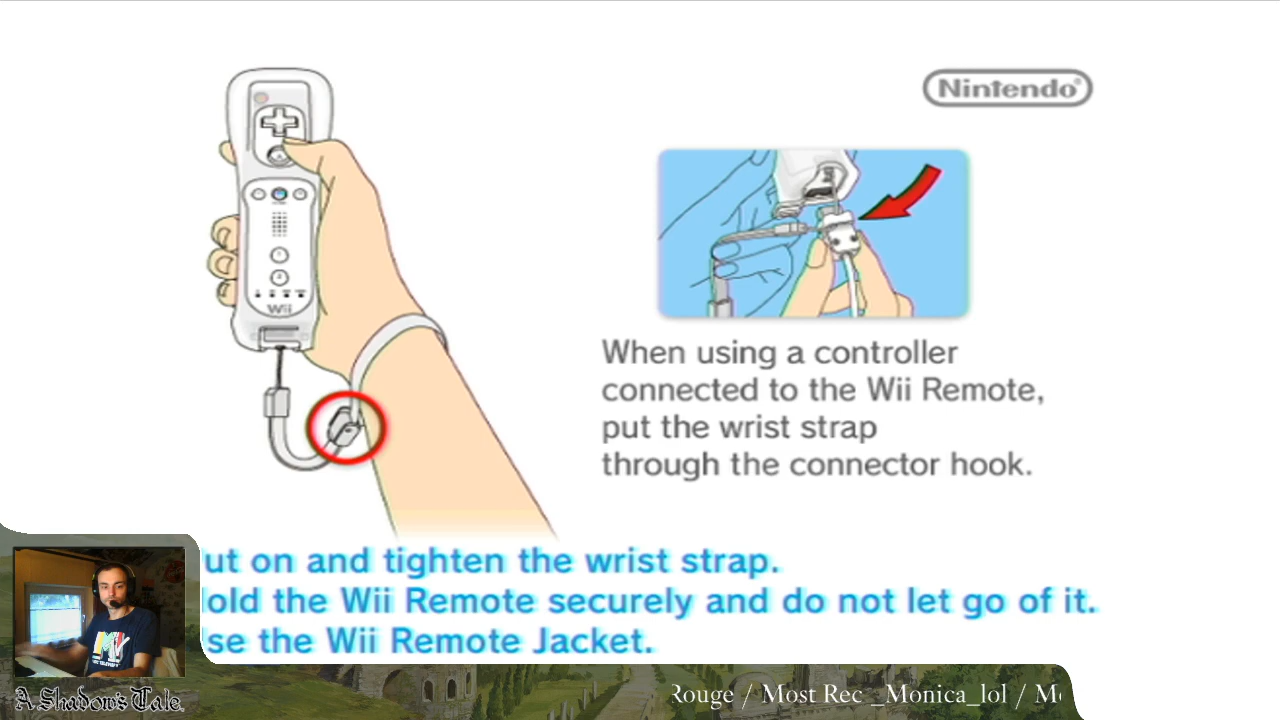 Nintendo®
Wii
When using a controller
connected to the Wii Remote,
put the wrist strap
through the connector hook.
ut on and tighten the wrist strap.
old the Wii Remote securely and do not let go of it.
se the Wii Remote Jacket.
A Shadow's Tale
Rouge / Most Rec _Monica_lol / Mo